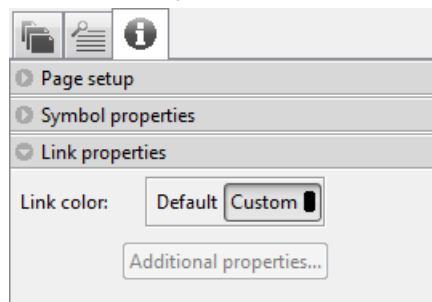 Page setup
Symbol properties
Link properties
Link color: Default Custom
Additional properties...